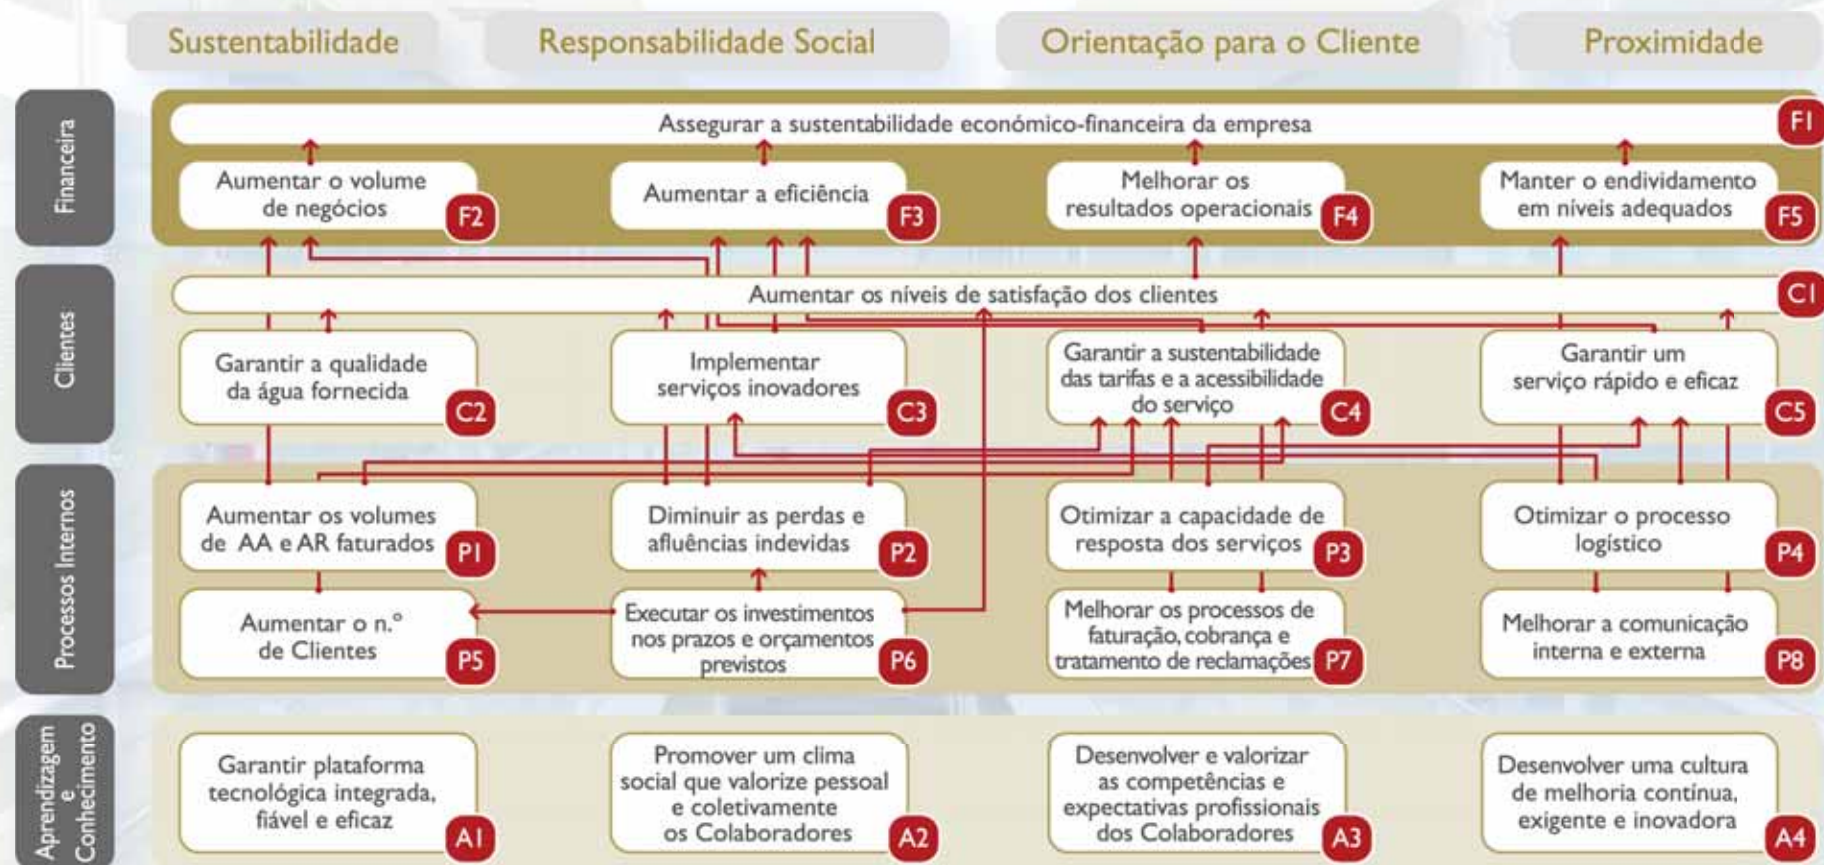 Sustentabilidade
Responsabilidade Social
Orientação para o Cliente
Proximidade
Financeira
Assegurar a sustentabilidade económico-financeira da empresa
F1
Aumentar o volume
de negócios
F2
Aumentar a eficiência
F3
Melhorar os
resultados operacionais
F4
Manter o endividamento
em níveis adequados
F5
Clientes
Aumentar os níveis de satisfação dos clientes
C1
Garantir a qualidade
da água fornecida
C2
Implementar
serviços inovadores
C3
Garantir a sustentabilidade
das tarifas e a acessibilidade
do serviço
C4
Garantir um
serviço rápido e eficaz
C5
Processos Internos
Aumentar os volumes
de AA e AR faturados
P1
Diminuir as perdas e
afluências indevidas
P2
Otimizar a capacidade de
resposta dos serviços
P3
Otimizar o processo
logístico
P4
Aumentar o n.º
de Clientes
P5
Executar os investimentos
nos prazos e orçamentos
previstos
P6
Melhorar os processos de
faturação, cobrança e
tratamento de reclamações
P7
Melhorar a comunicação
interna e externa
P8
Aprendizagem
e
Conhecimento
Garantir plataforma
tecnológica integrada,
fiável e eficaz
A1
Promover um clima
social que valorize pessoal
e coletivamente
os Colaboradores
A2
Desenvolver e valorizar
as competências e
expectativas profissionais
dos Colaboradores
A3
Desenvolver uma cultura
de melhoria contínua,
exigente e inovadora
A4